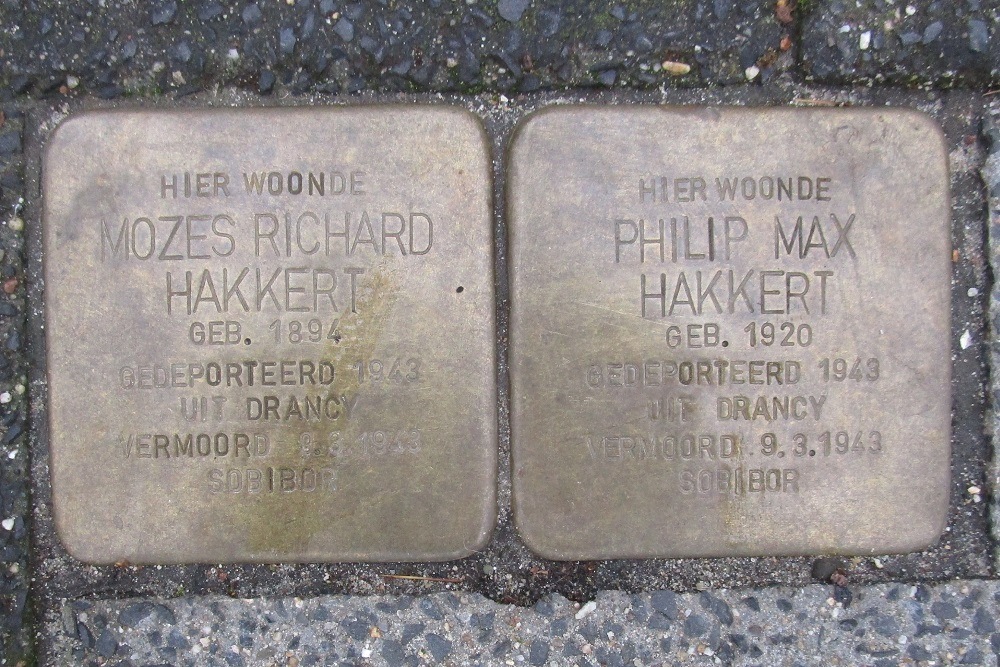 HIER WOONDE
MOZES RICHARD
HAKKERT
GEB. 1894
GEDEPORTEERD 1943
UIT DRANCY
VERMOORD 9.3.1943
SOBIBOR
HIER WOONDE
PHILIP MAX
HAKKERT
GEB. 1920
GEDEPORTEERD 1943
UIT DRANCY
VERMOORD 9.3.1943
SOBIBOR